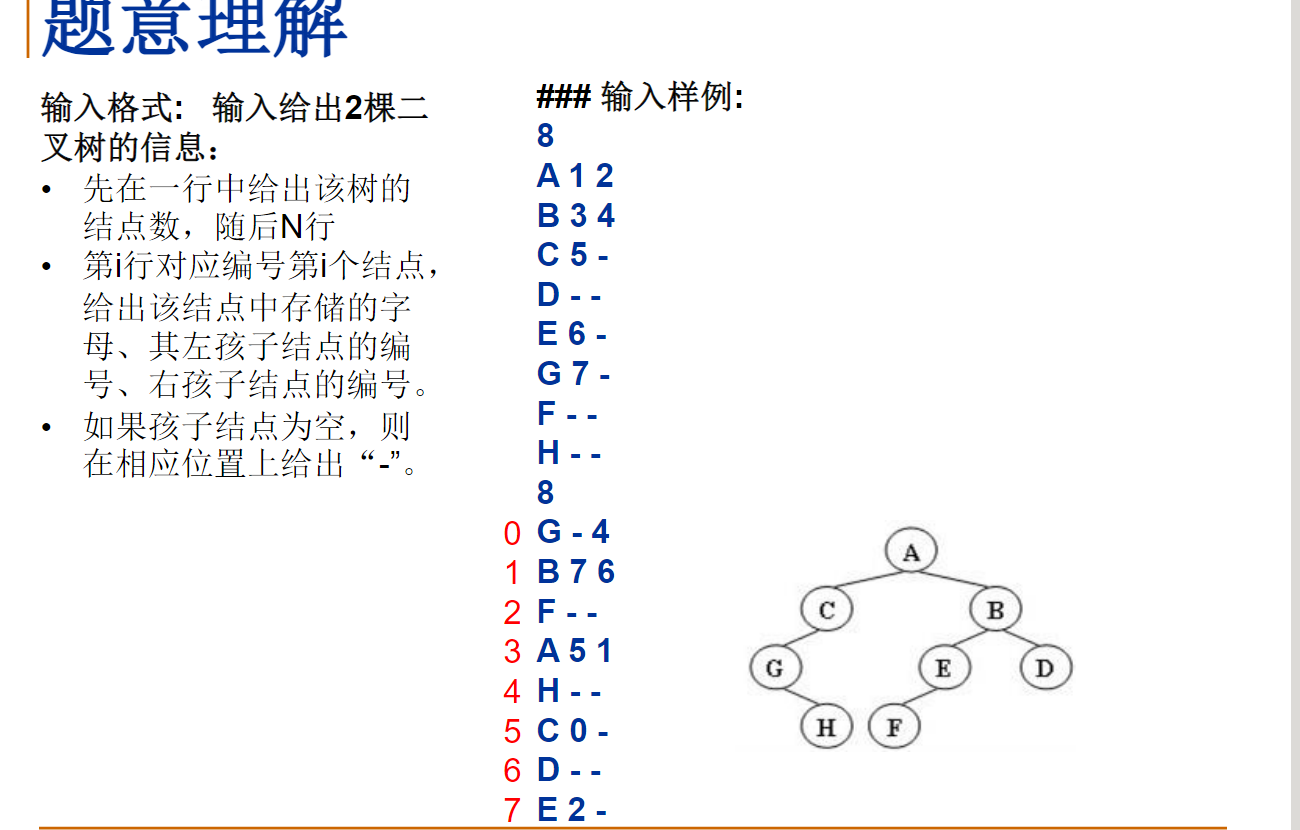 题意理解
输入格式: 输入给出2棵二
叉树的信息:
• 先在一行中给出该树的
结点数，随后N行
• 第i行对应编号第i个结点，
给出该结点中存储的字
母、其左孩子结点的编
号、右孩子结点的编号。
• 如果孩子结点为空，则
在相应位置上给出“-”。
### 输入样例:
8
A 1 2
B 3 4
C 5 -
D - -
E 6 -
G 7 -
F - -
H - -
8
0 G - 4
1 B 7 6
2 F - -
3 A 5 1
4 H - -
5 C 0 -
6 D - -
7 E 2 -
A
C B
G E D
H F